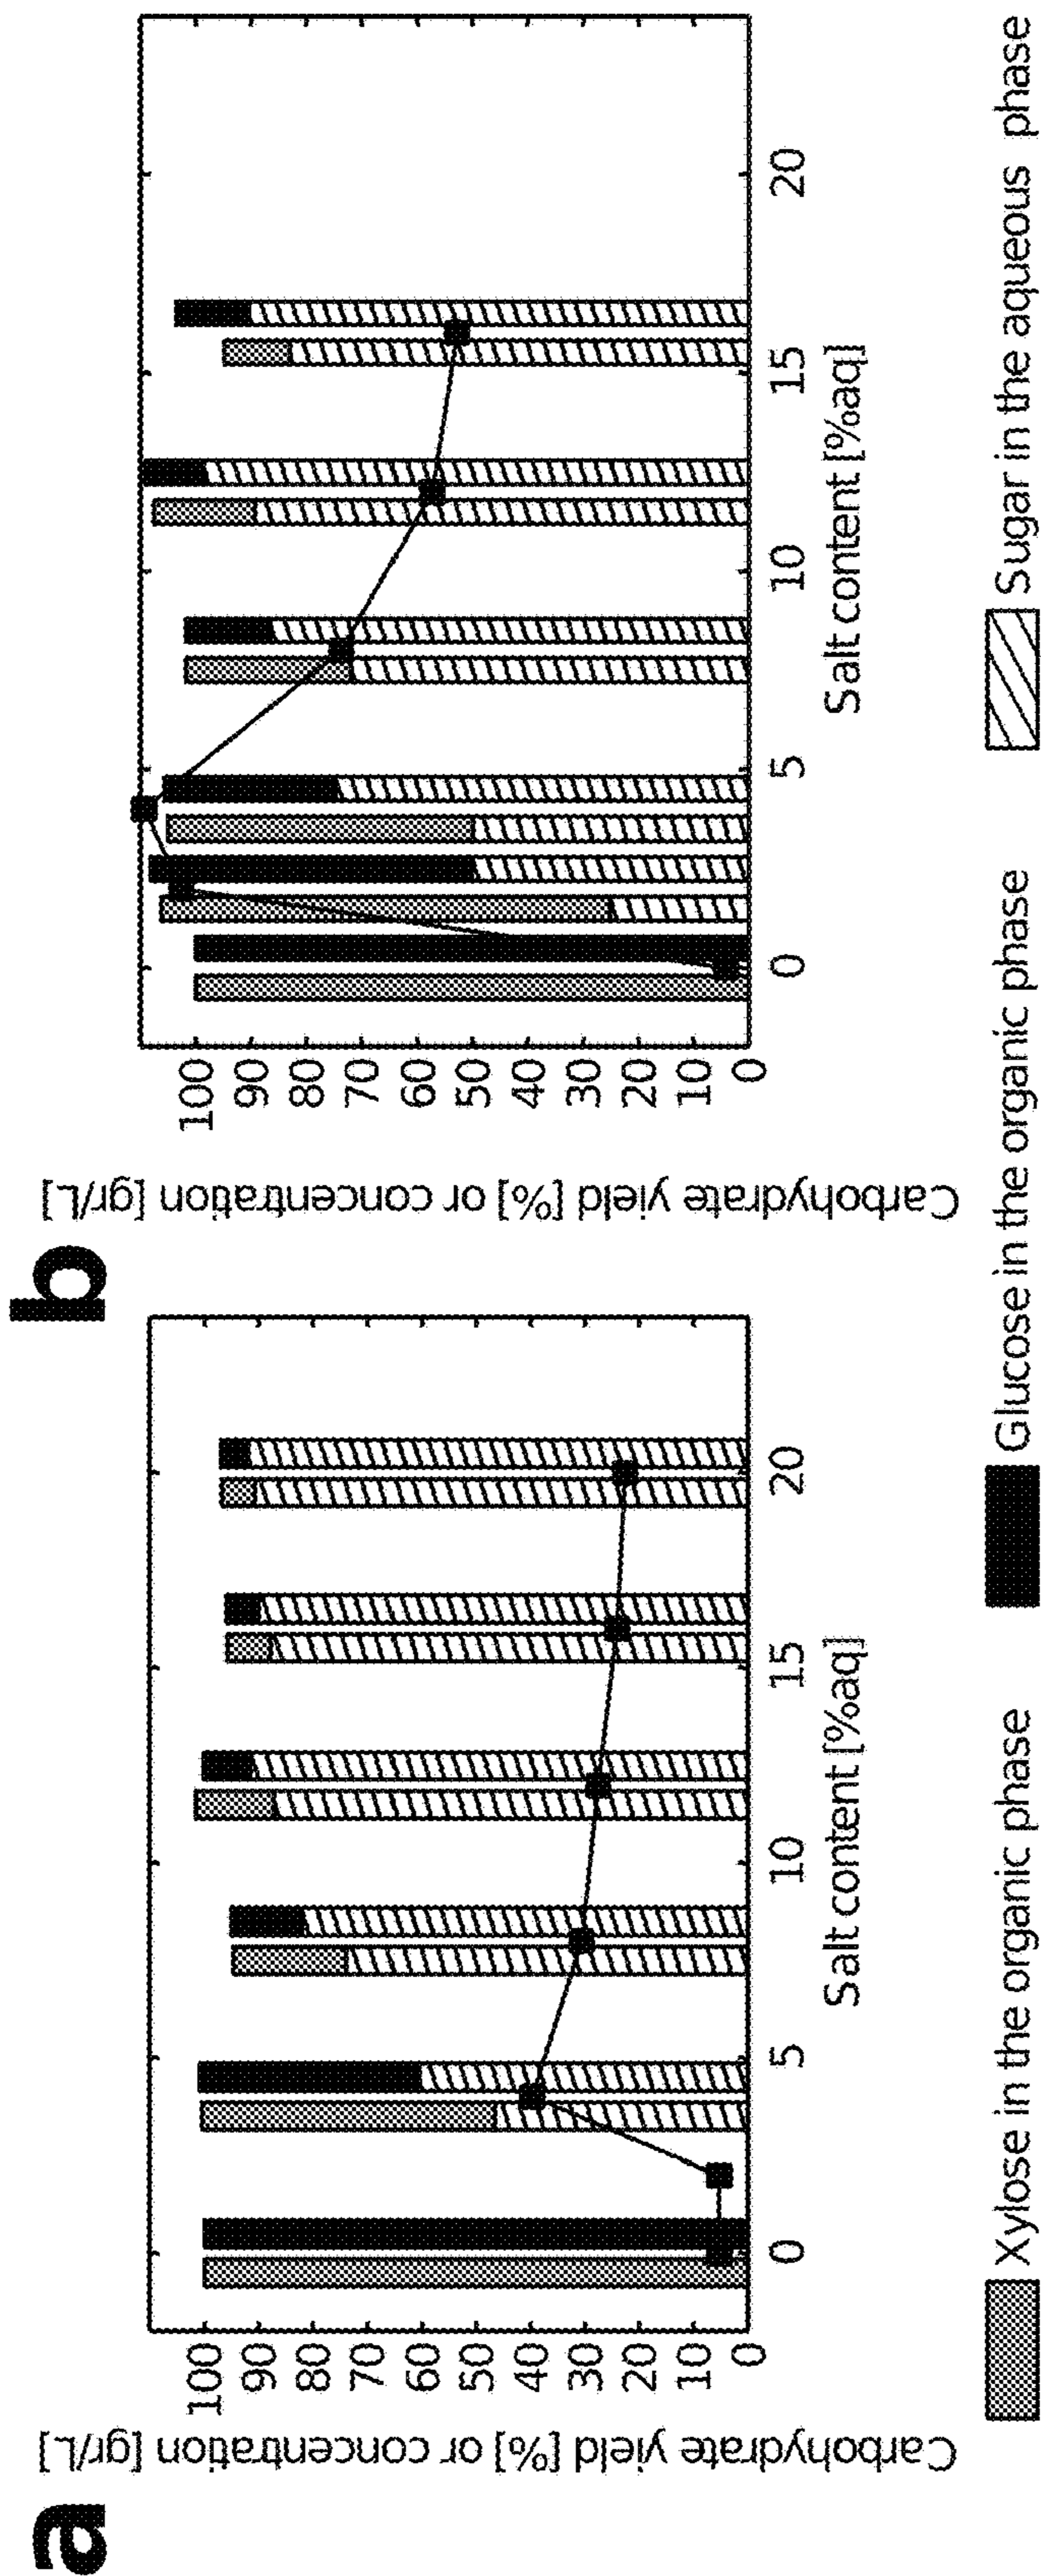 a
Carbohydrate yield [%] or concentration [gr/L]
100
90
80
70
60
50
40
30
20
10
0
0 5 10 15 20
Salt content [%aq]
b
Carbohydrate yield [%] or concentration [gr/L]
100
90
80
70
60
50
40
30
20
10
0
0 5 10 15 20
Salt content [%aq]
Xylose in the organic phase Glucose in the organic phase Sugar in the aqueous phase